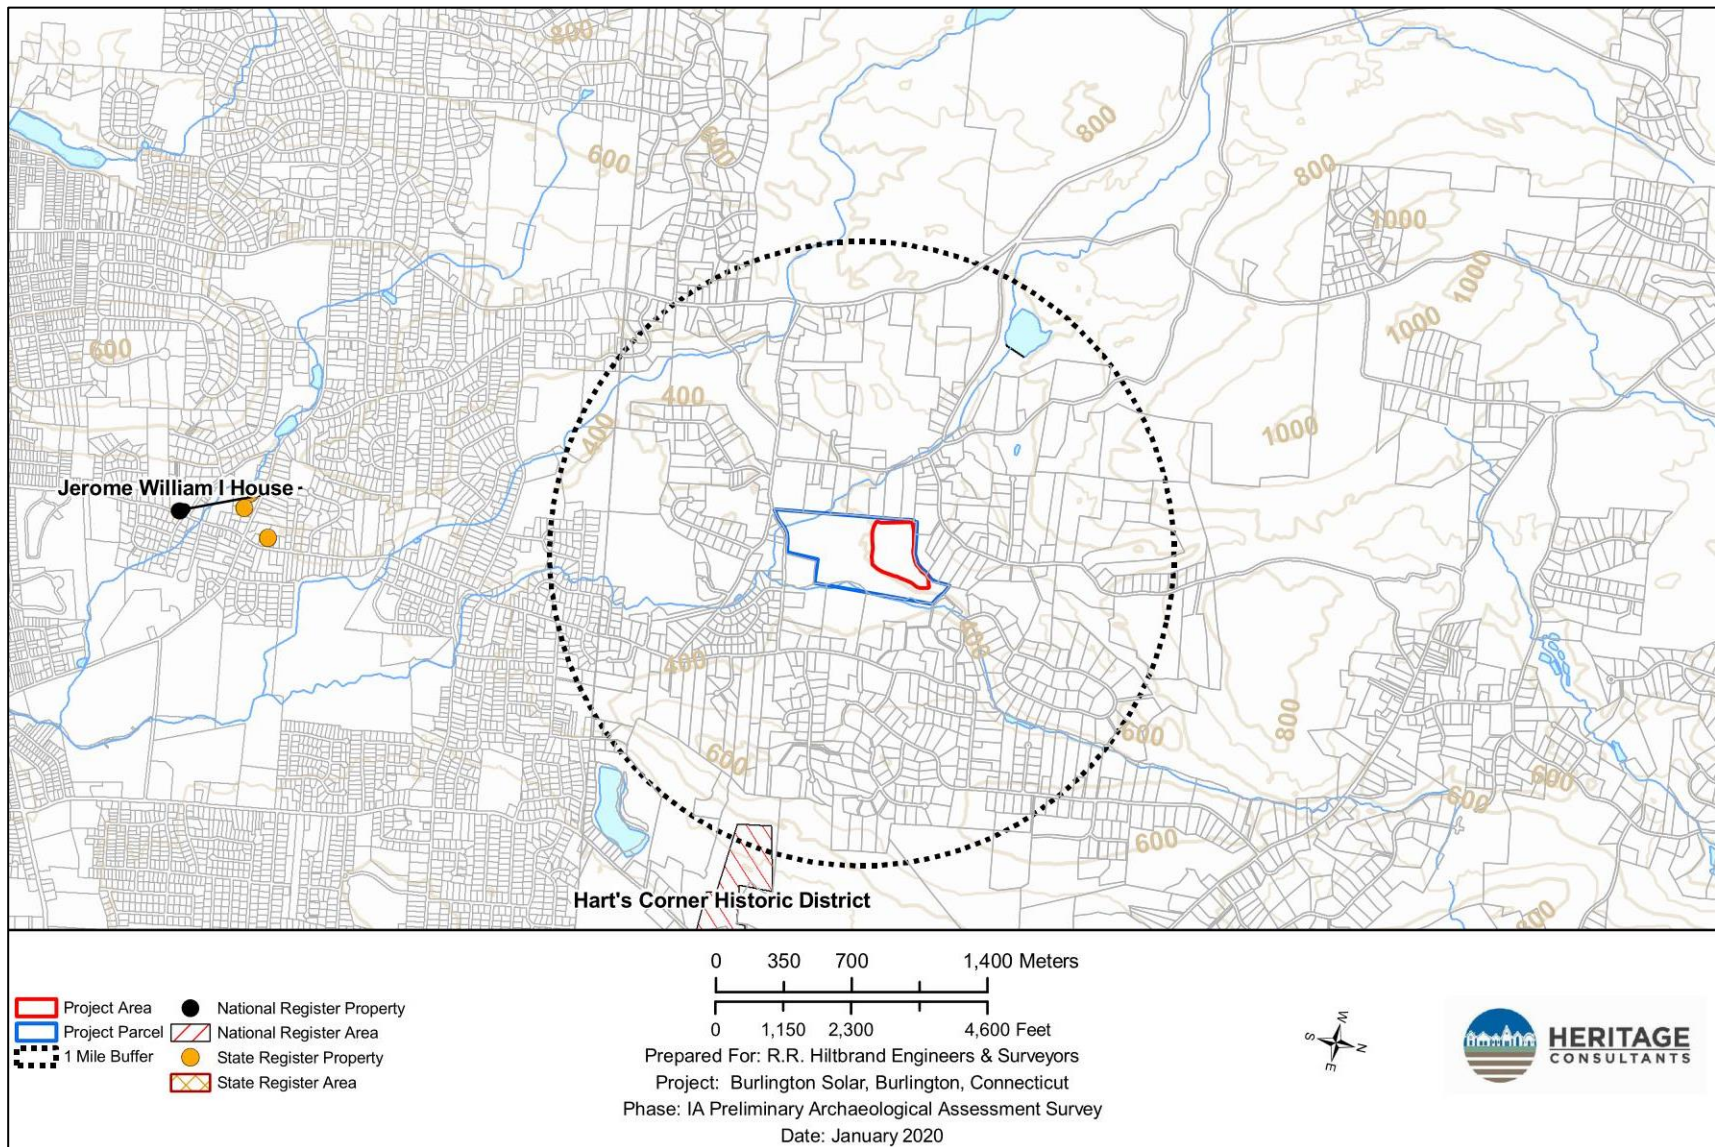 800
600
800
800
800
1000
1000
1000
600
400
400
1000
Jerome William I House
600
400
800
600
600
600
600
600
800
Hart's Corner Historic District
Project Area
Project Parcel
1 Mile Buffer
National Register Property
National Register Area
State Register Property
State Register Area
0 350 700 1,400 Meters
0 1,150 2,300 4,600 Feet
Prepared For: R.R. Hiltbrand Engineers & Surveyors
Project: Burlington Solar, Burlington, Connecticut
Phase: IA Preliminary Archaeological Assessment Survey
Date: January 2020
W
S N
E
HERITAGE
CONSULTANTS